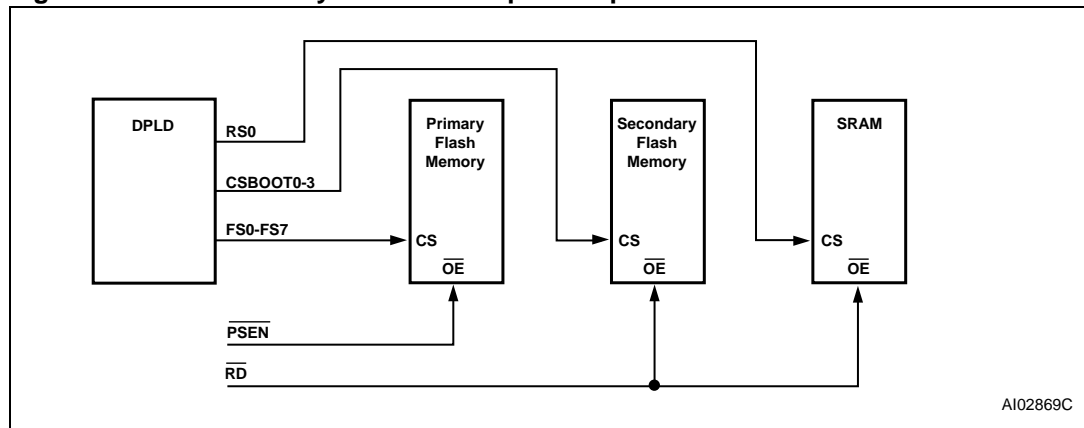 DPLD
RS0
CSBOOT0-3
FS0-FS7
Primary
Flash
Memory
CS
OE
Secondary
Flash
Memory
CS
OE
SRAM
CS
OE
PSEN
RD
AI02869C